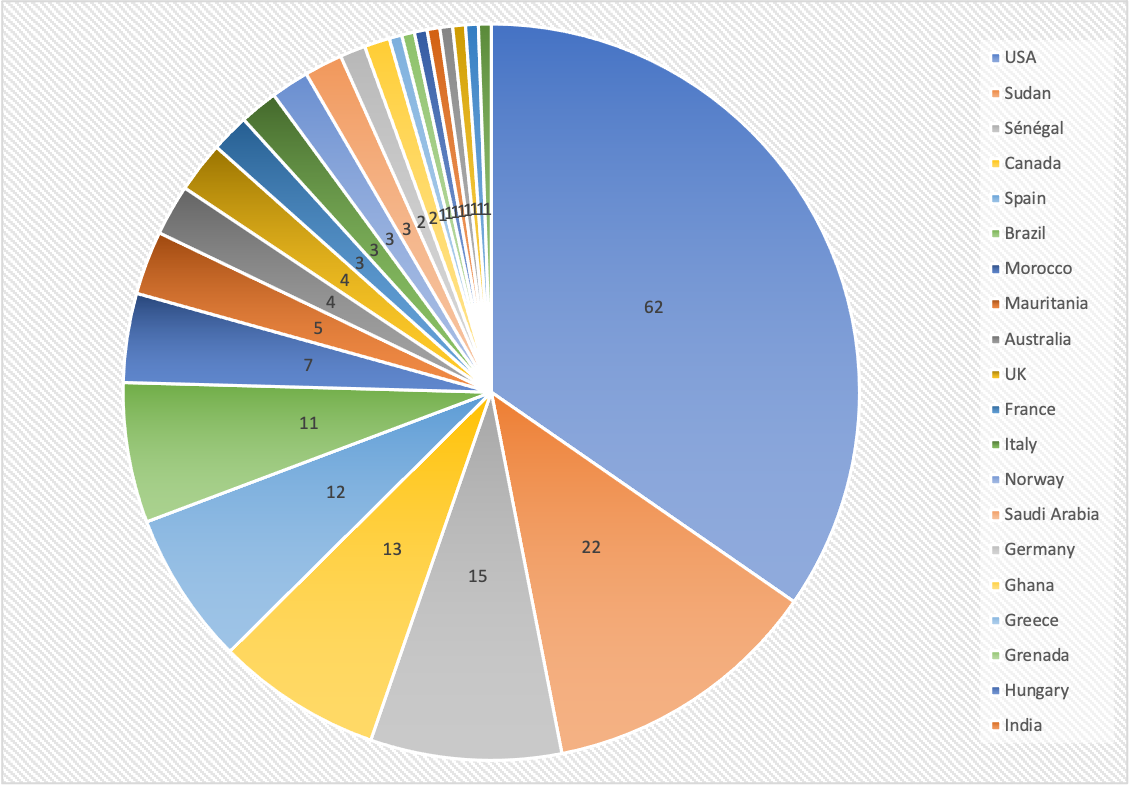 USA
Sudan
Sénégal
Canada
Spain
Brazil
Morocco
Mauritania
Australia
UK
France
Italy
Norway
Saudi Arabia
Germany
Ghana
Greece
Grenada
Hungary
India
62
22
15
13
12
11
7
5
4
4
3
3
3
3
2
2
1
1
1
1
1
1
1
1